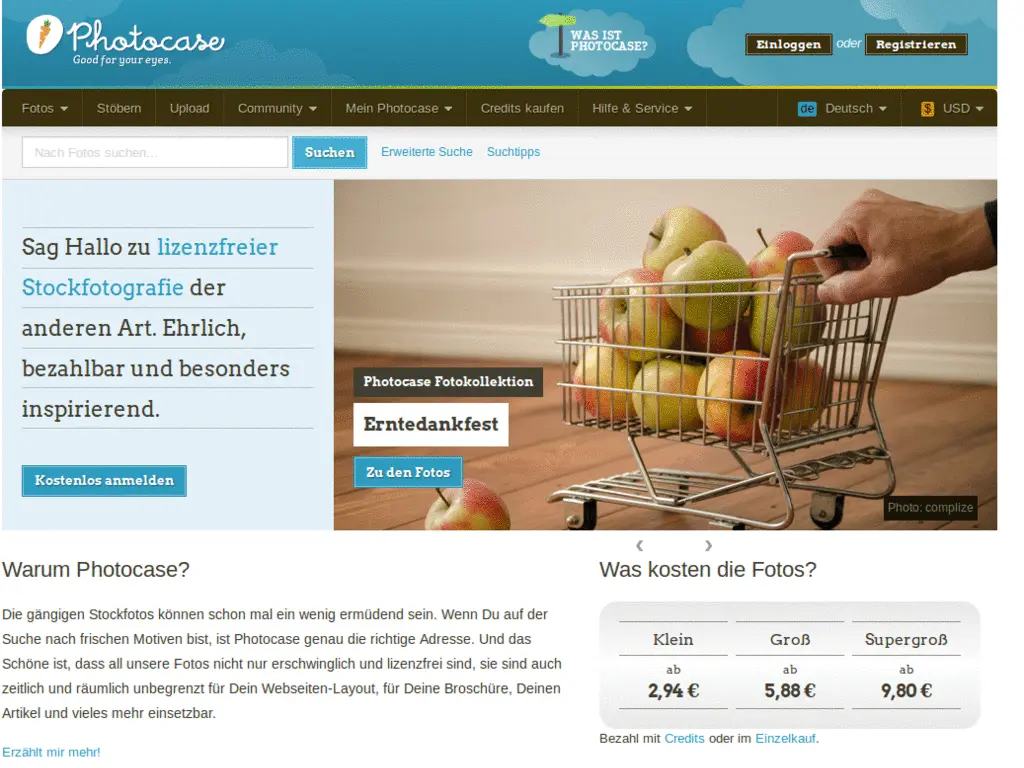 Photocase
Good for your eyes.
WAS IST
PHOTOCASE?
Einloggen oder Registrieren
Fotos Stöbern Upload Community Mein Photocase Credits kaufen Hilfe & Service de Deutsch $ USD
Nach Fotos suchen... Suchen Erweiterte Suche Suchtipps
Sag Hallo zu lizenzfreier
Stockfotografie der
anderen Art. Ehrlich,
bezahlbar und besonders
inspirierend.
Kostenlos anmelden
Photocase Fotokollektion
Erntedankfest
Zu den Fotos
Photo: complize
‹ ›
Warum Photocase?
Die gängigen Stockfotos können schon mal ein wenig ermüdend sein. Wenn Du auf der
Suche nach frischen Motiven bist, ist Photocase genau die richtige Adresse. Und das
Schöne ist, dass all unsere Fotos nicht nur erschwinglich und lizenzfrei sind, sie sind auch
zeitlich und räumlich unbegrenzt für Dein Webseiten-Layout, für Deine Broschüre, Deinen
Artikel und vieles mehr einsetzbar.
Erzählt mir mehr!
Was kosten die Fotos?
Klein Groß Supergroß
ab ab ab
2,94 € 5,88 € 9,80 €
Bezahl mit Credits oder im Einzelkauf.